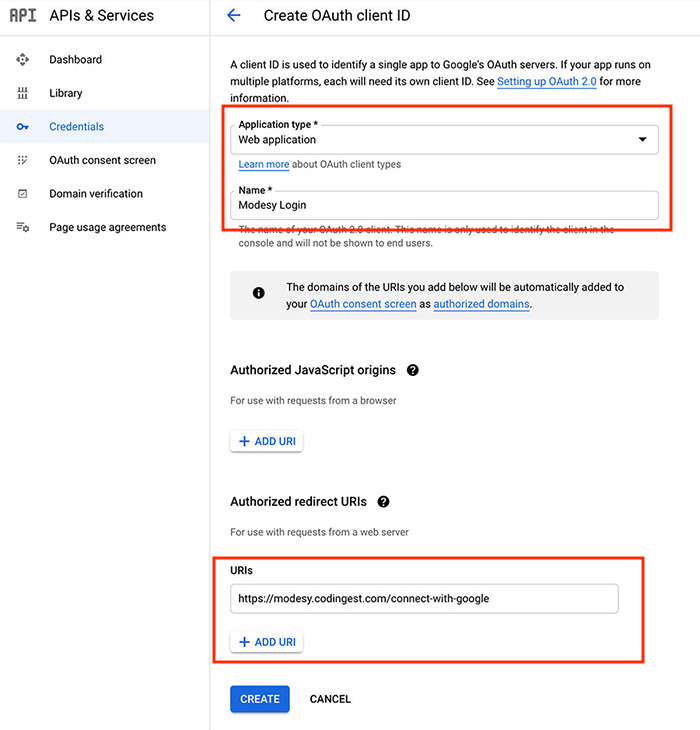 API APIs & Services
Create OAuth client ID
Dashboard
Library
Credentials
OAuth consent screen
Domain verification
Page usage agreements
A client ID is used to identify a single app to Google's OAuth servers. If your app runs on
multiple platforms, each will need its own client ID. See Setting up OAuth 2.0 for more
information.
Application type *
Web application
Learn more about OAuth client types
Name *
Modesy Login
The name of your OAuth 2.0 client. This name is only used to identify the client in the
console and will not be shown to end users.
The domains of the URIs you add below will be automatically added to
your OAuth consent screen as authorized domains.
Authorized JavaScript origins
For use with requests from a browser
ADD URI
Authorized redirect URIs
For use with requests from a web server
URIs
https://modesy.codingest.com/connect-with-google
ADD URI
CREATE CANCEL